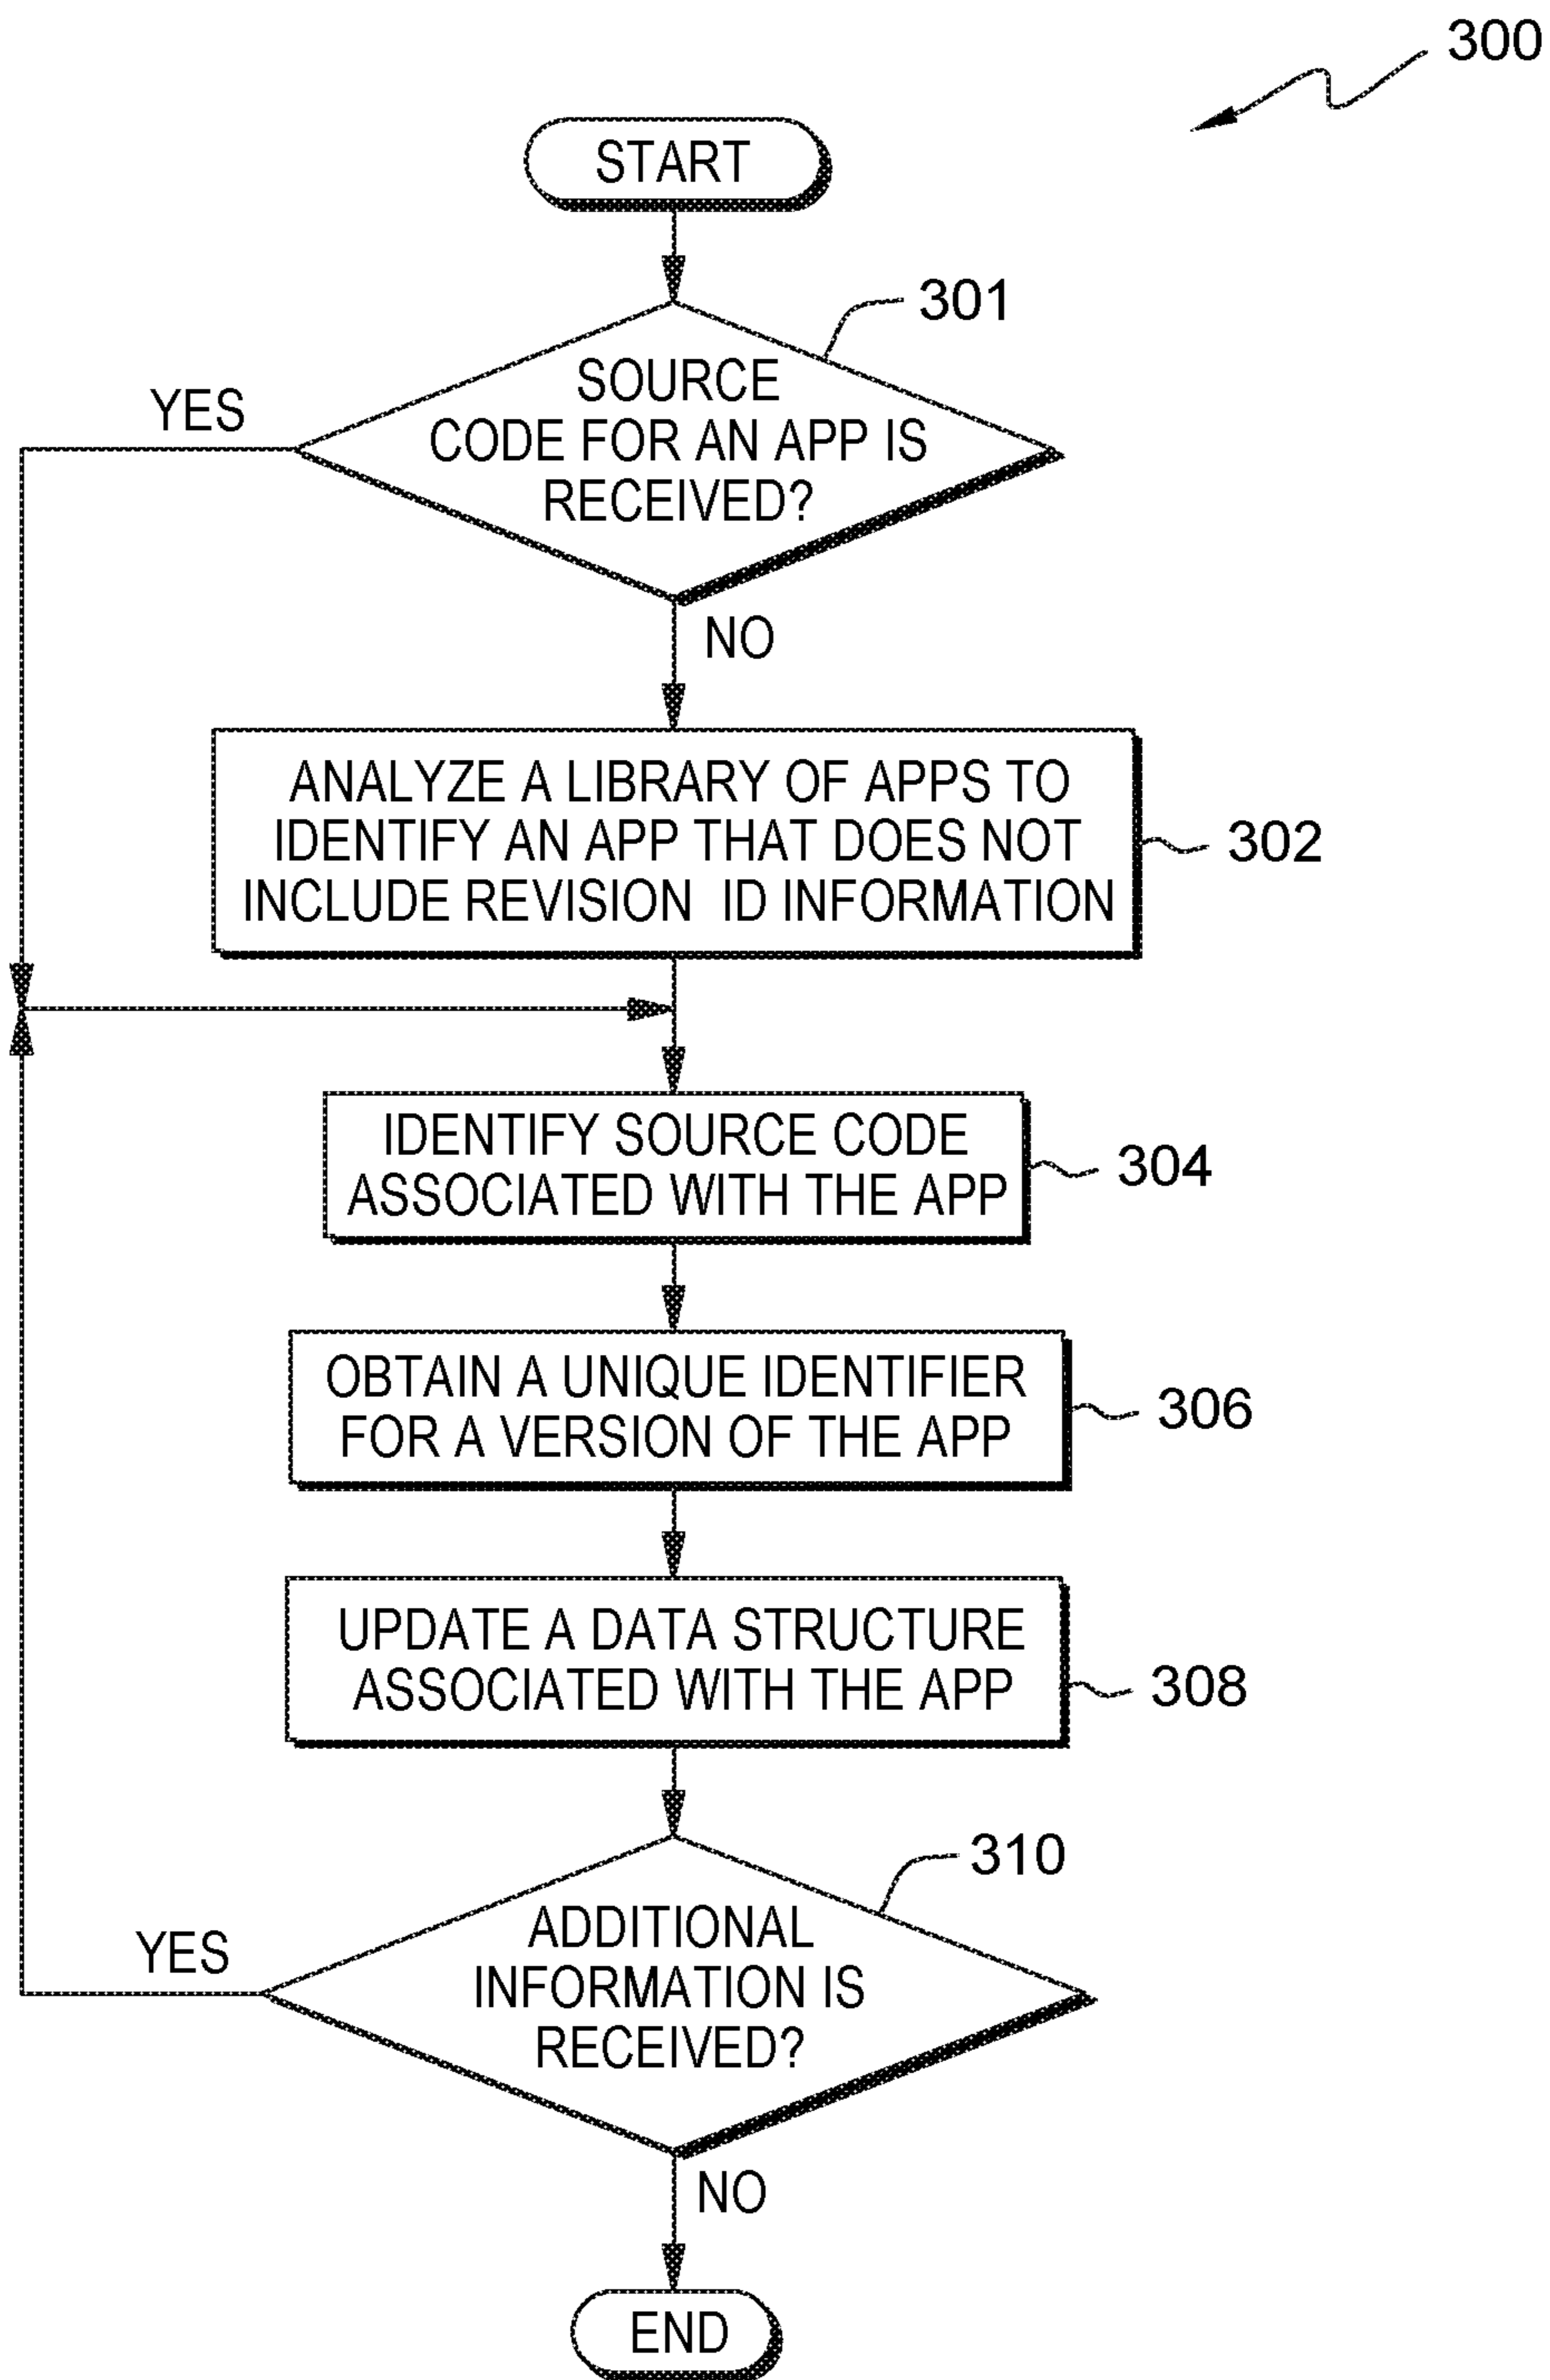 300
START
301
YES
SOURCE
CODE FOR AN APP IS
RECEIVED?
NO
ANALYZE A LIBRARY OF APPS TO
IDENTIFY AN APP THAT DOES NOT
INCLUDE REVISION ID INFORMATION
302
IDENTIFY SOURCE CODE
ASSOCIATED WITH THE APP
304
OBTAIN A UNIQUE IDENTIFIER
FOR A VERSION OF THE APP
306
UPDATE A DATA STRUCTURE
ASSOCIATED WITH THE APP
308
310
YES
ADDITIONAL
INFORMATION IS
RECEIVED?
NO
END